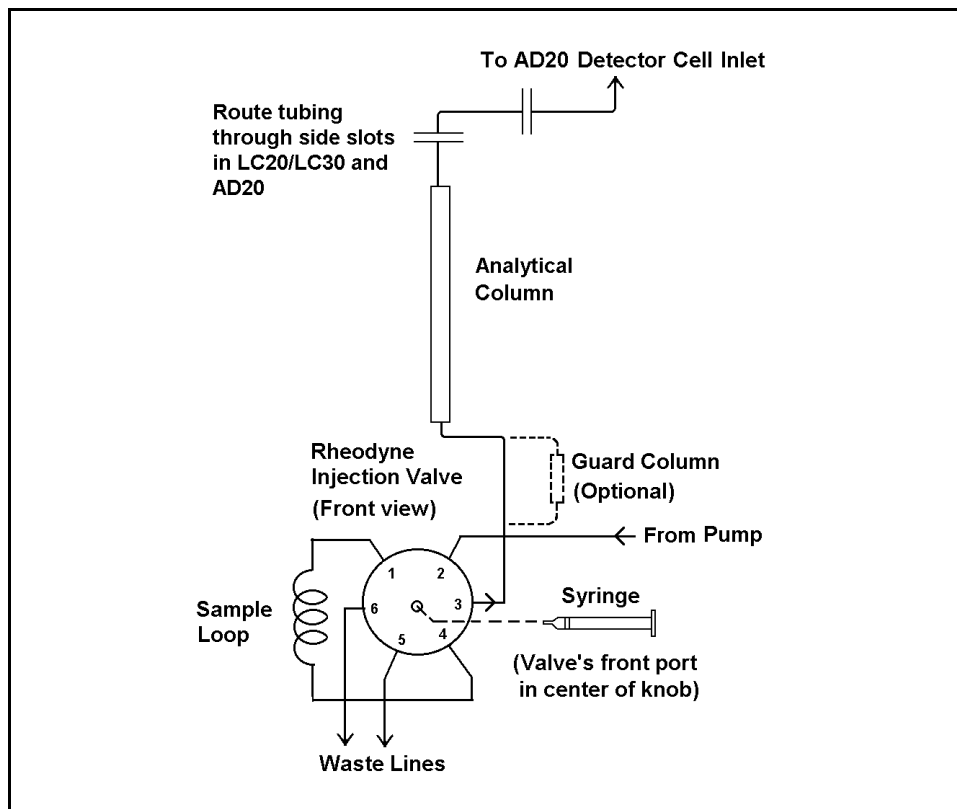 To AD20 Detector Cell Inlet
Route tubing
through side slots
in LC20/LC30 and
AD20
Analytical
Column
Rheodyne
Injection Valve
(Front view)
Guard Column
(Optional)
From Pump
1
2
3
4
5
6
Sample
Loop
Syringe
(Valve's front port
in center of knob)
Waste Lines